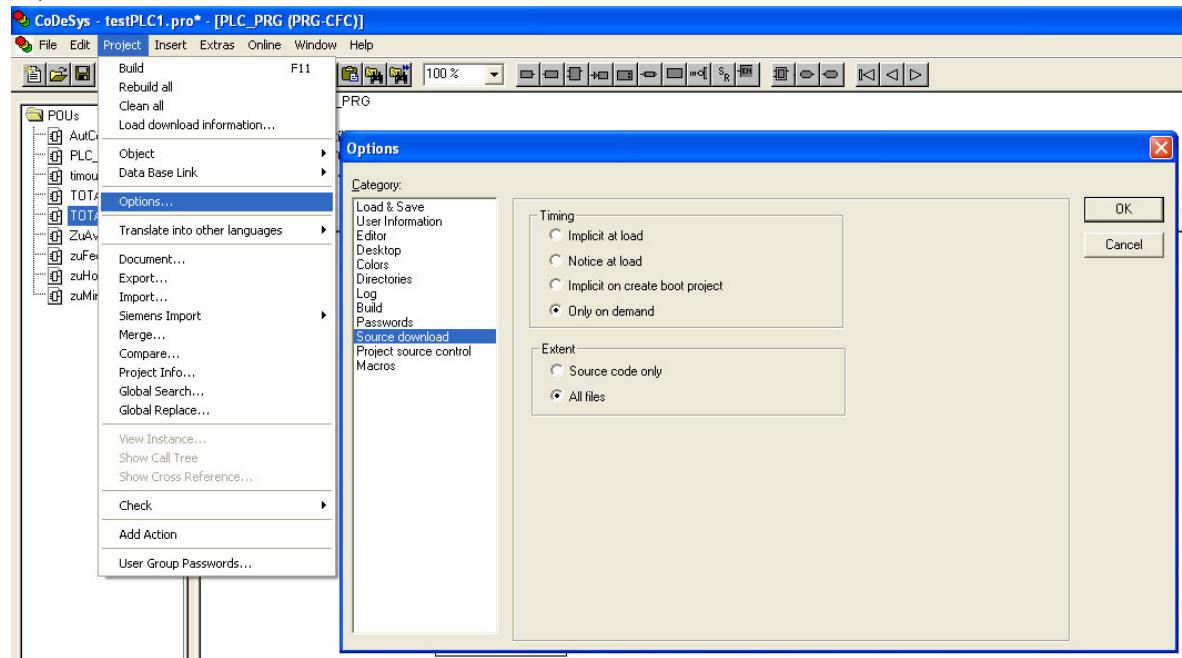 CoDeSys - testPLC1.pro* - [PLC_PRG (PRG-CFC)]
File Edit Project Insert Extras Online Window Help
100 %
Build F11
Rebuild all
Clean all
Load download information...
Object
Data Base Link
Options...
Translate into other languages
Document...
Export...
Import...
Siemens Import
Merge...
Compare...
Project Info...
Global Search...
Global Replace...
View Instance...
Show Call Tree
Show Cross Reference...
Check
Add Action
User Group Passwords...
POUs
PLC_
_PRG
Options
Category:
Load & Save
User Information
Editor
Desktop
Colors
Directories
Log
Build
Passwords
Source download
Project source control
Macros
Timing
Implicit at load
Notice at load
Implicit on create boot project
Only on demand
Extent
Source code only
All files
OK
Cancel